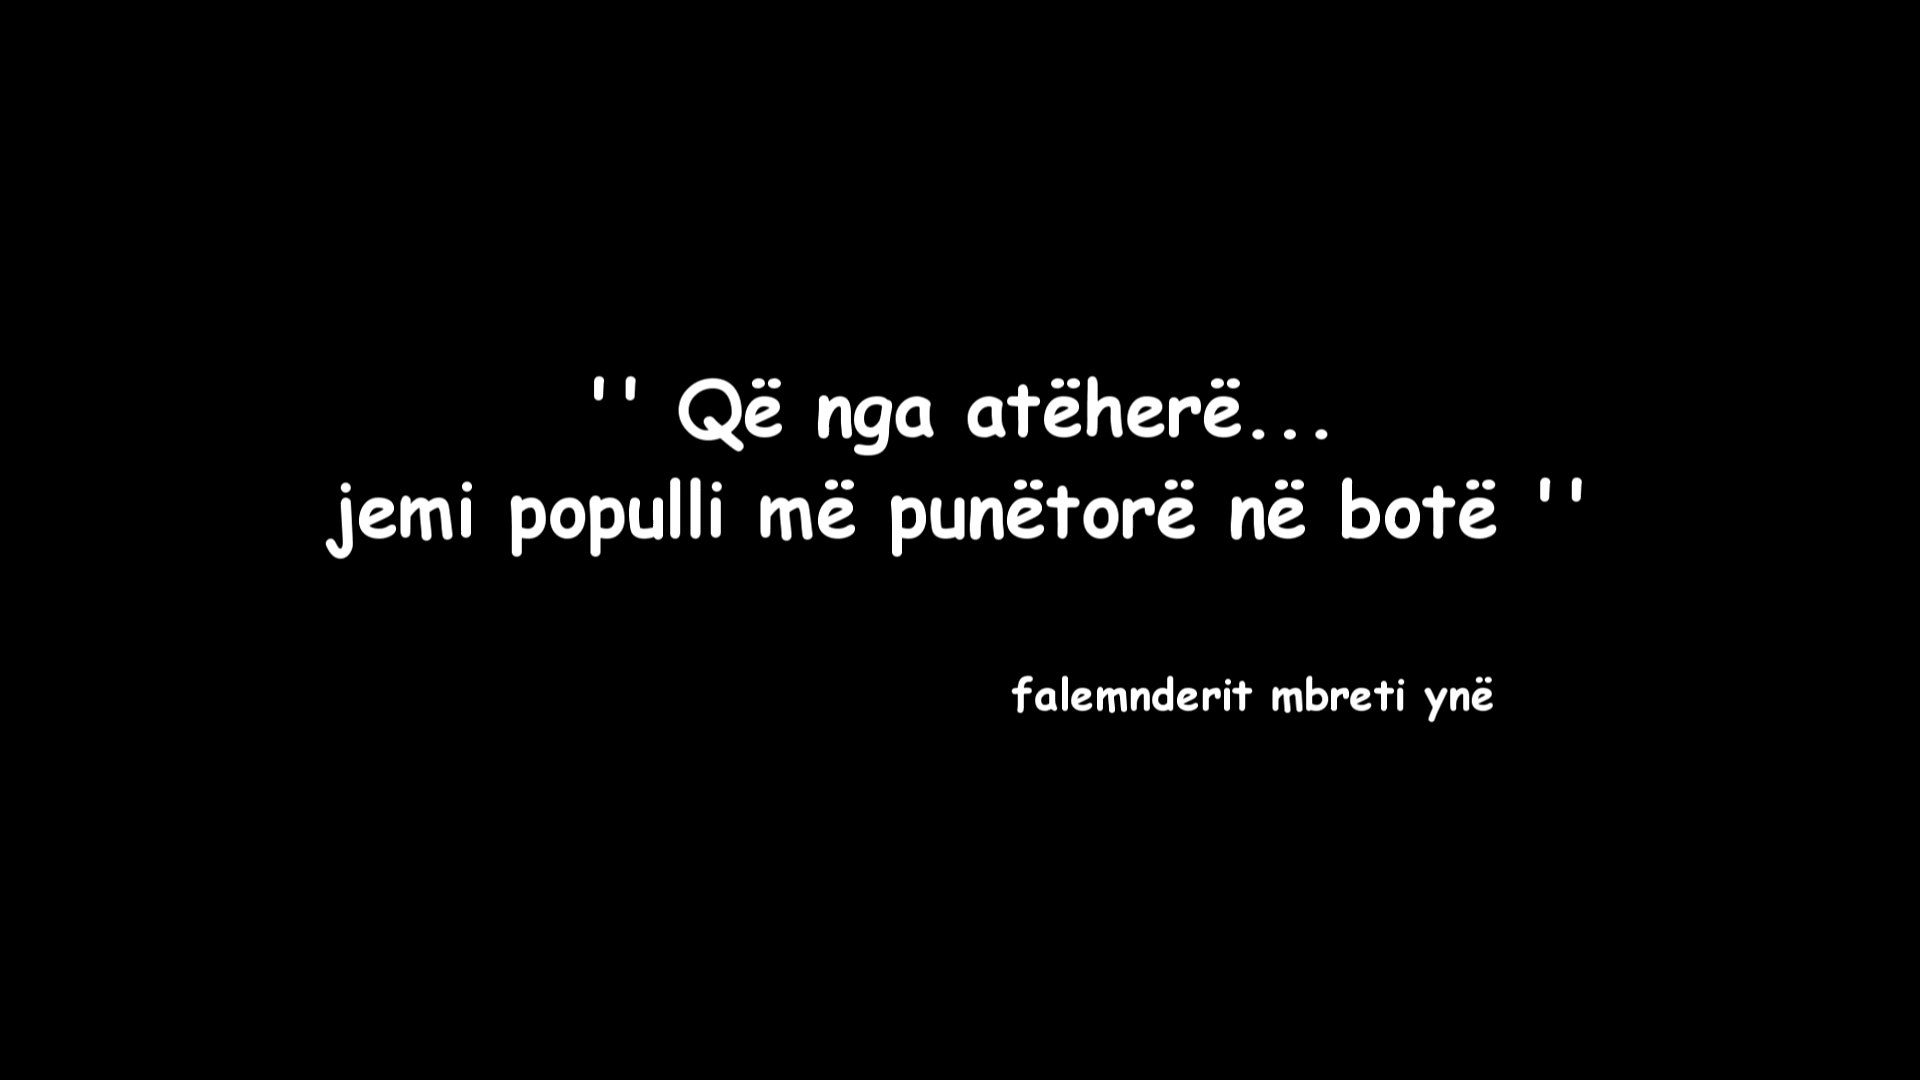 '' Që nga atëherë...
jemi populli më punëtorë në botë ''
falemnderit mbreti ynë